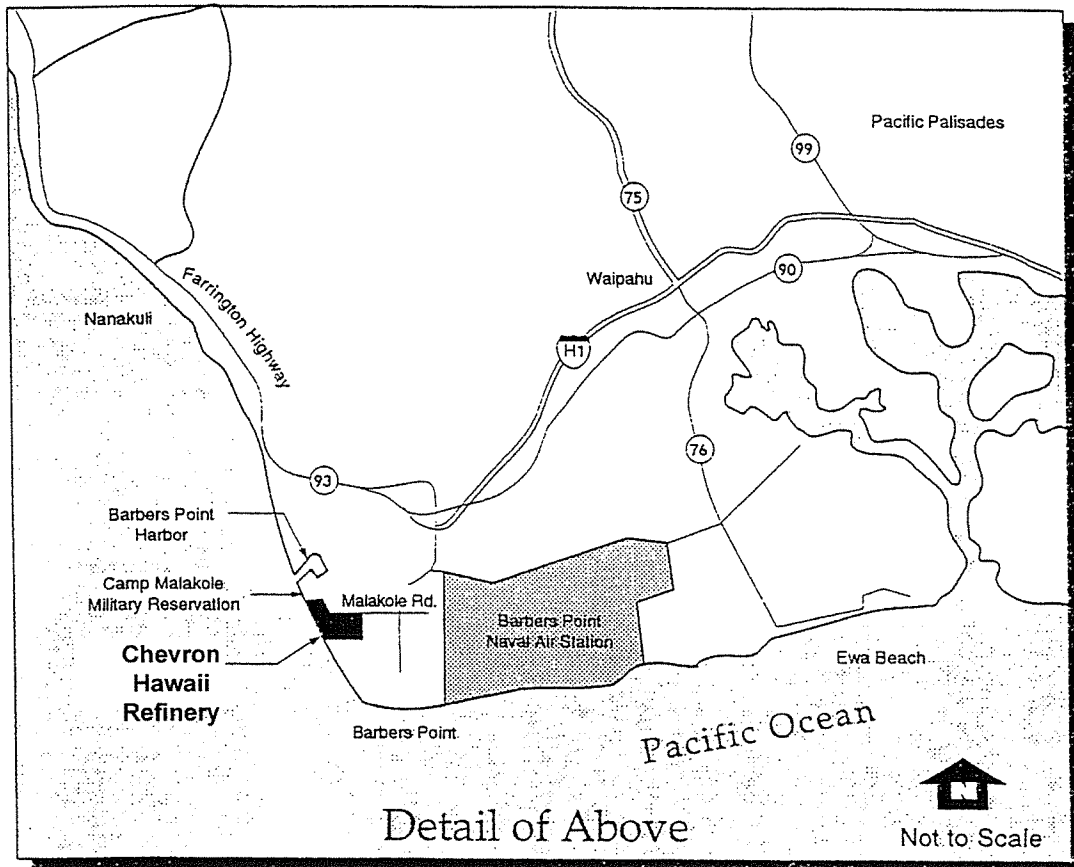 Pacific Palisades
99
75
Waipahu
90
Farrington Highway
Nanakuli
H1
76
93
Barbers Point
Harbor
Camp Malakole
Military Reservation
Malakole Rd.
Barbers Point
Naval Air Station
Chevron
Hawaii
Refinery
Ewa Beach
Barbers Point
Pacific Ocean
N
Detail of Above
Not to Scale